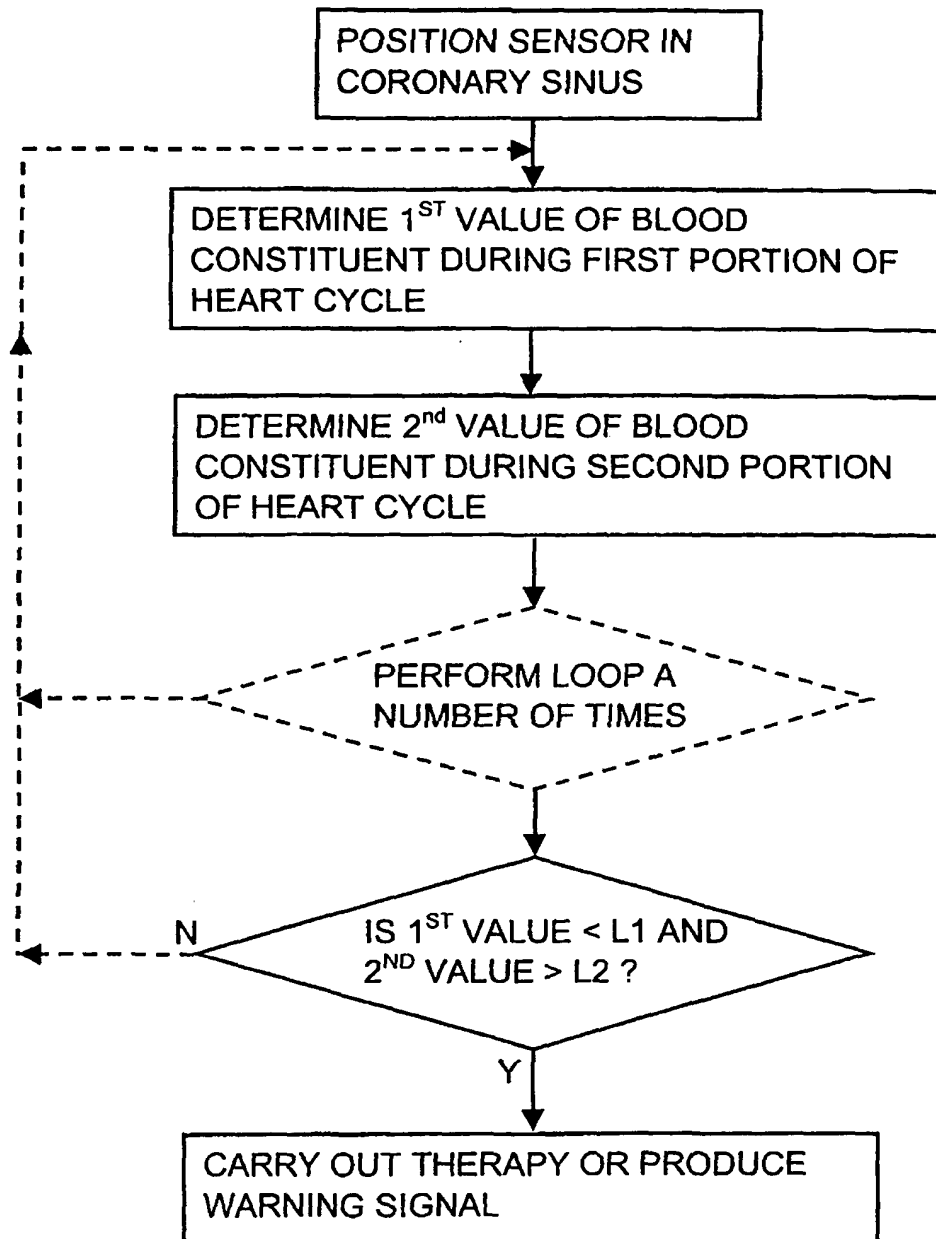 POSITION SENSOR IN
CORONARY SINUS
DETERMINE 1ST VALUE OF BLOOD
CONSTITUENT DURING FIRST PORTION OF
HEART CYCLE
DETERMINE 2nd VALUE OF BLOOD
CONSTITUENT DURING SECOND PORTION
OF HEART CYCLE
PERFORM LOOP A
NUMBER OF TIMES
N
IS 1ST VALUE < L1 AND
2ND VALUE > L2 ?
Y
CARRY OUT THERAPY OR PRODUCE
WARNING SIGNAL